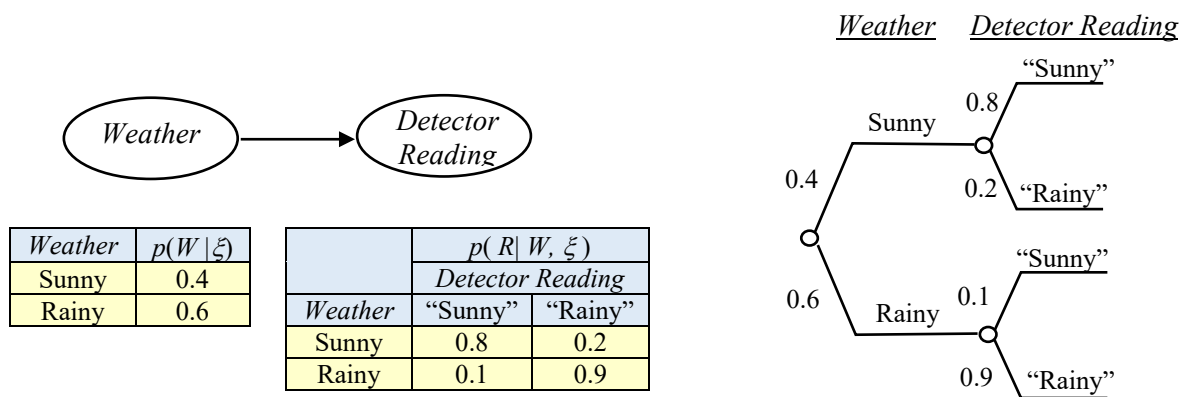 Weather
Detector
Reading
Weather p(W|ξ)
Sunny 0.4
Rainy 0.6
p( R| W, ξ )
Detector Reading
Weather “Sunny” “Rainy”
Sunny 0.8 0.2
Rainy 0.1 0.9
Weather Detector Reading
“Sunny”
0.8
Sunny
0.4
0.2
“Rainy”
“Sunny”
0.6
0.1
Rainy
0.9
“Rainy”